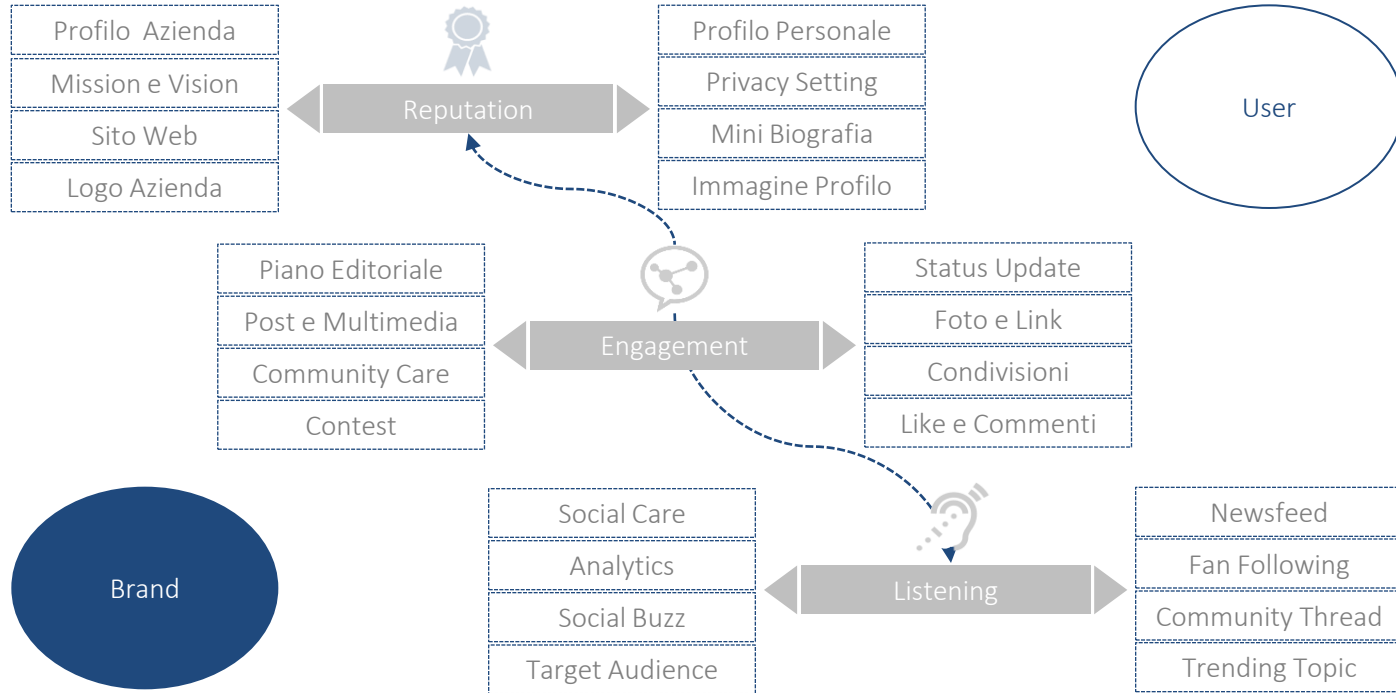 Profilo Azienda
Mission e Vision
Sito Web
Logo Azienda
Reputation
Profilo Personale
Privacy Setting
Mini Biografia
Immagine Profilo
User
Piano Editoriale
Post e Multimedia
Community Care
Contest
Engagement
Status Update
Foto e Link
Condivisioni
Like e Commenti
Brand
Social Care
Analytics
Social Buzz
Target Audience
Listening
Newsfeed
Fan Following
Community Thread
Trending Topic